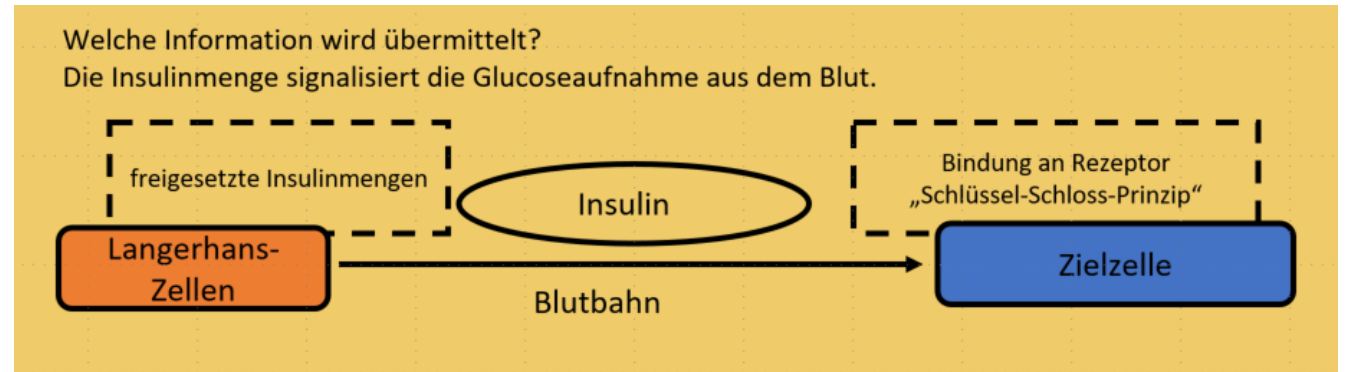 Welche Information wird übermittelt?
Die Insulinmenge signalisiert die Glucoseaufnahme aus dem Blut.
freigesetzte Insulinmengen
Insulin
Bindung an Rezeptor
„Schlüssel-Schloss-Prinzip“
Langerhans-
Zellen
Blutbahn
Zielzelle